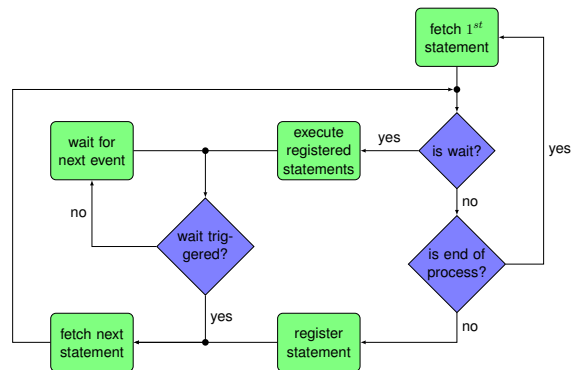 fetch 1st
statement
wait for
next event
execute
registered
statements
yes
is wait?
yes
no
no
wait trig-
gered?
is end of
process?
yes
no
fetch next
statement
register
statement